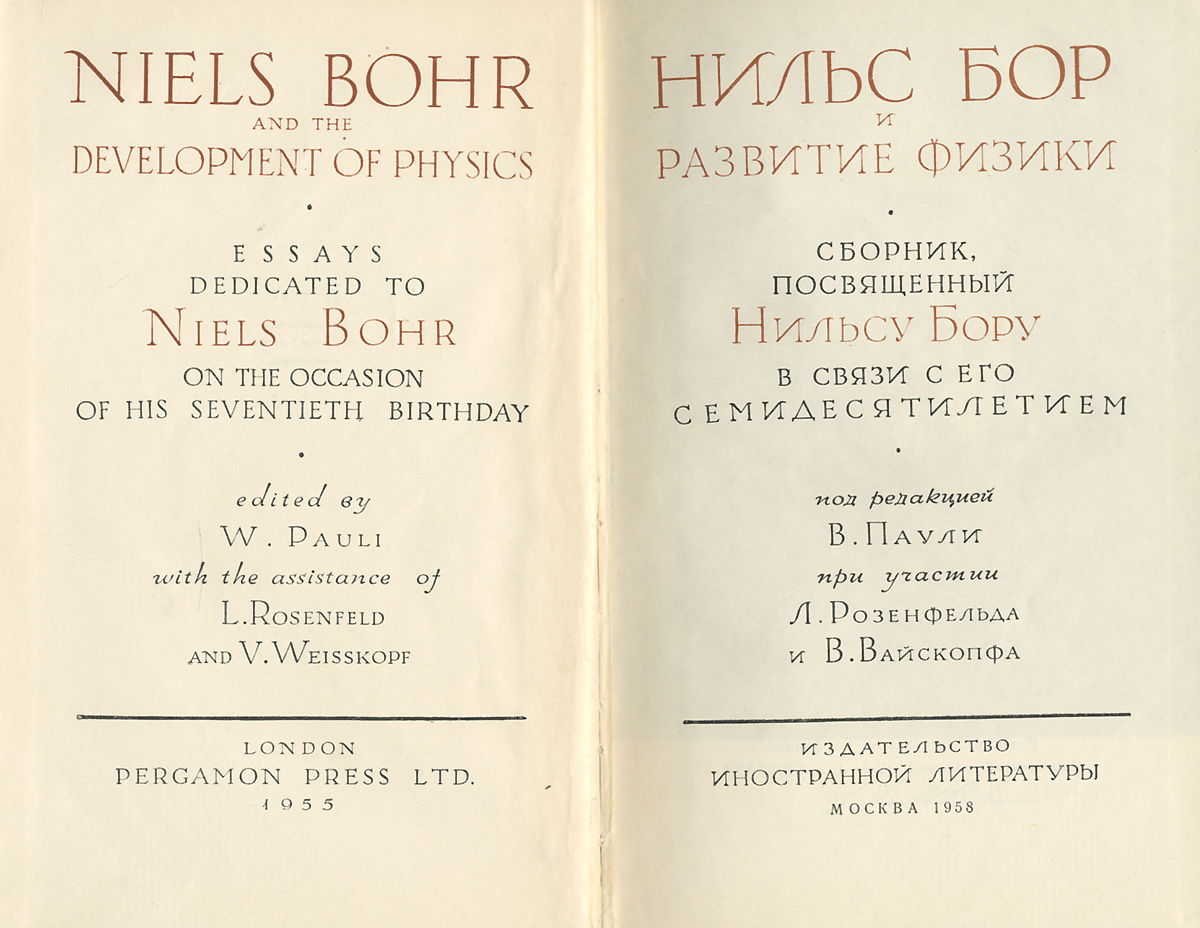 NIELS BOHR
AND THE
DEVELOPMENT OF PHYSICS
ESSAYS
DEDICATED TO
NIELS BOHR
ON THE OCCASION
OF HIS SEVENTIETH BIRTHDAY
edited by
W. PAULI
with the assistance of
L. ROSENFELD
AND V. WEISSKOPF
LONDON
PERGAMON PRESS LTD.
1955
НИЛЬС БОР
И
РАЗВИТИЕ ФИЗИКИ
СБОРНИК,
ПОСВЯЩЕННЫЙ
НИЛЬСУ БОРУ
В СВЯЗИ С ЕГО
СЕМИДЕСЯТИЛЕТИЕМ
под редакцией
В. ПАУЛИ
при участии
Л. РОЗЕНФЕЛЬДА
И В. ВАЙСКОПФА
ИЗДАТЕЛЬСТВО
ИНОСТРАННОЙ ЛИТЕРАТУРЫ
МОСКВА 1958